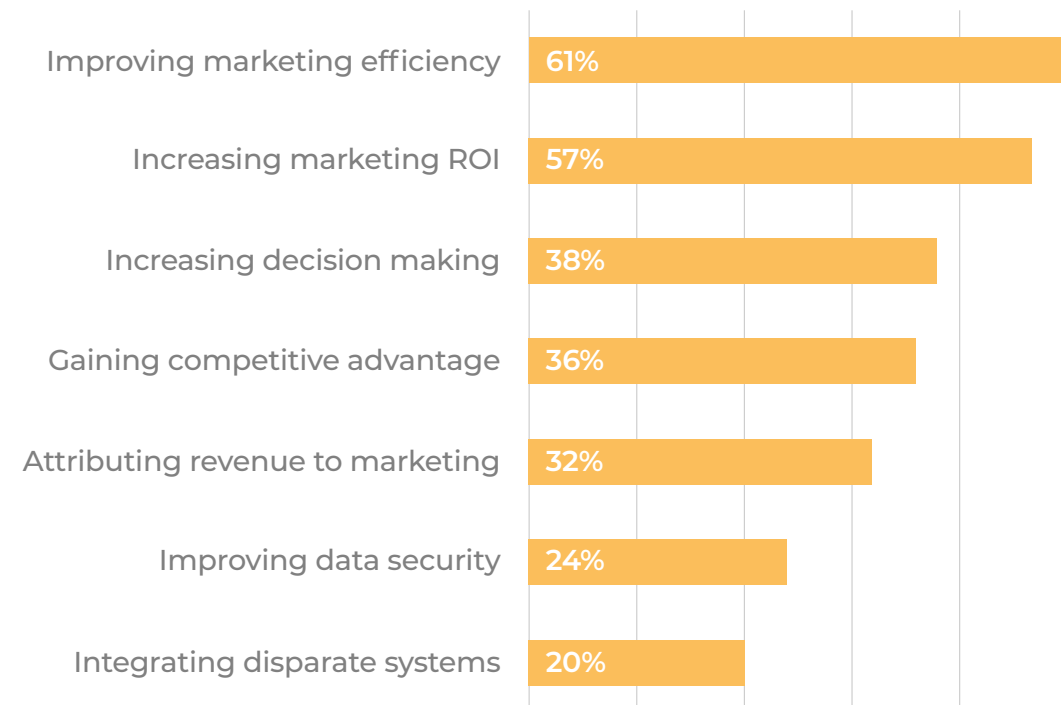 Improving marketing efficiency 61%
Increasing marketing ROI 57%
Increasing decision making 38%
Gaining competitive advantage 36%
Attributing revenue to marketing 32%
Improving data security 24%
Integrating disparate systems 20%